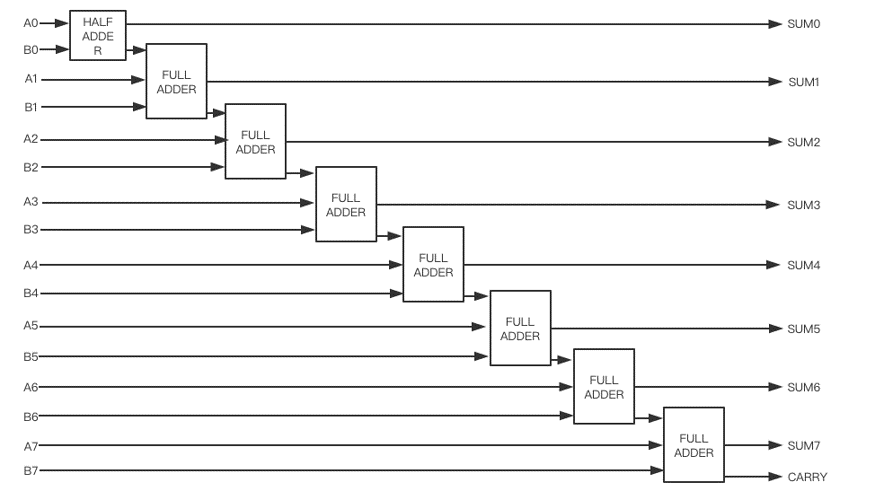 A0
HALF
ADDE
R
SUM0
B0
A1
FULL
ADDER
SUM1
B1
A2
FULL
ADDER
SUM2
B2
A3
FULL
ADDER
SUM3
B3
A4
FULL
ADDER
SUM4
B4
A5
FULL
ADDER
SUM5
B5
A6
FULL
ADDER
SUM6
B6
A7
FULL
ADDER
SUM7
B7
CARRY